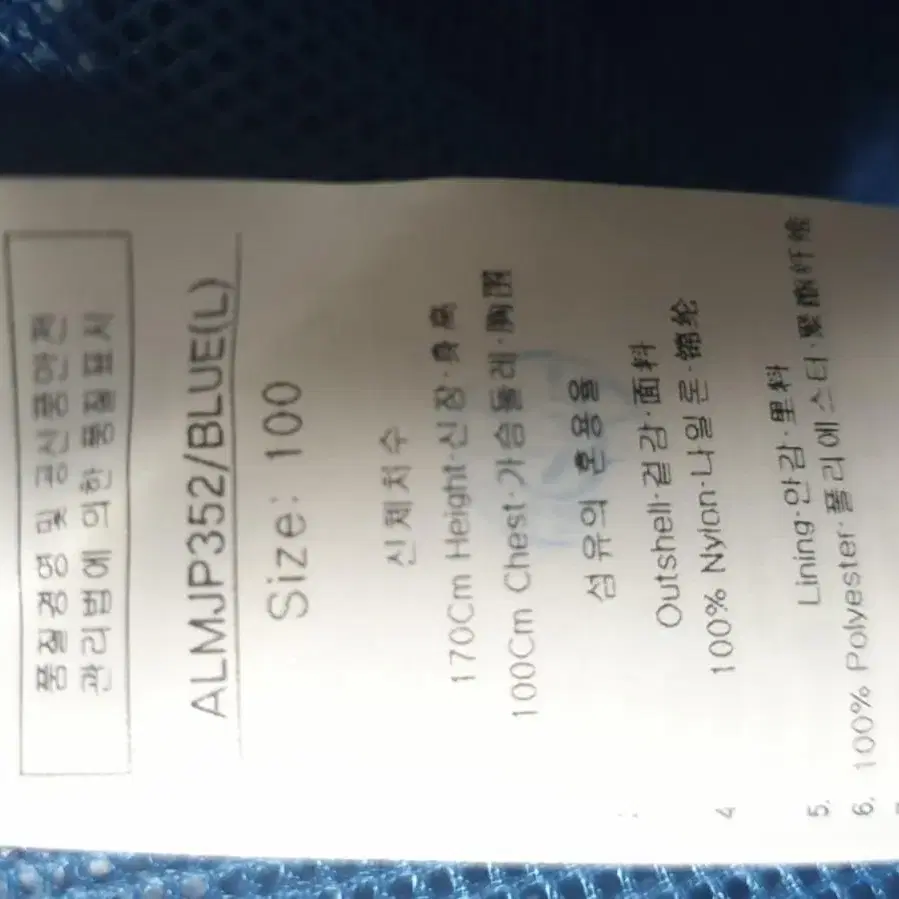 품질경영 및 공산품안전
관리법에 의한 품질표시
ALMJP352/BLUE(L)
Size: 100
신체치수
170Cm Height·신장·身高
100Cm Chest·가슴둘레·胸围
섬유의 혼용율
Outshell·겉감·面料
100% Nylon·나일론·锦纶
Lining·안감·里料
100% Polyester·폴리에스터·聚酯纤维
4
5.
6.